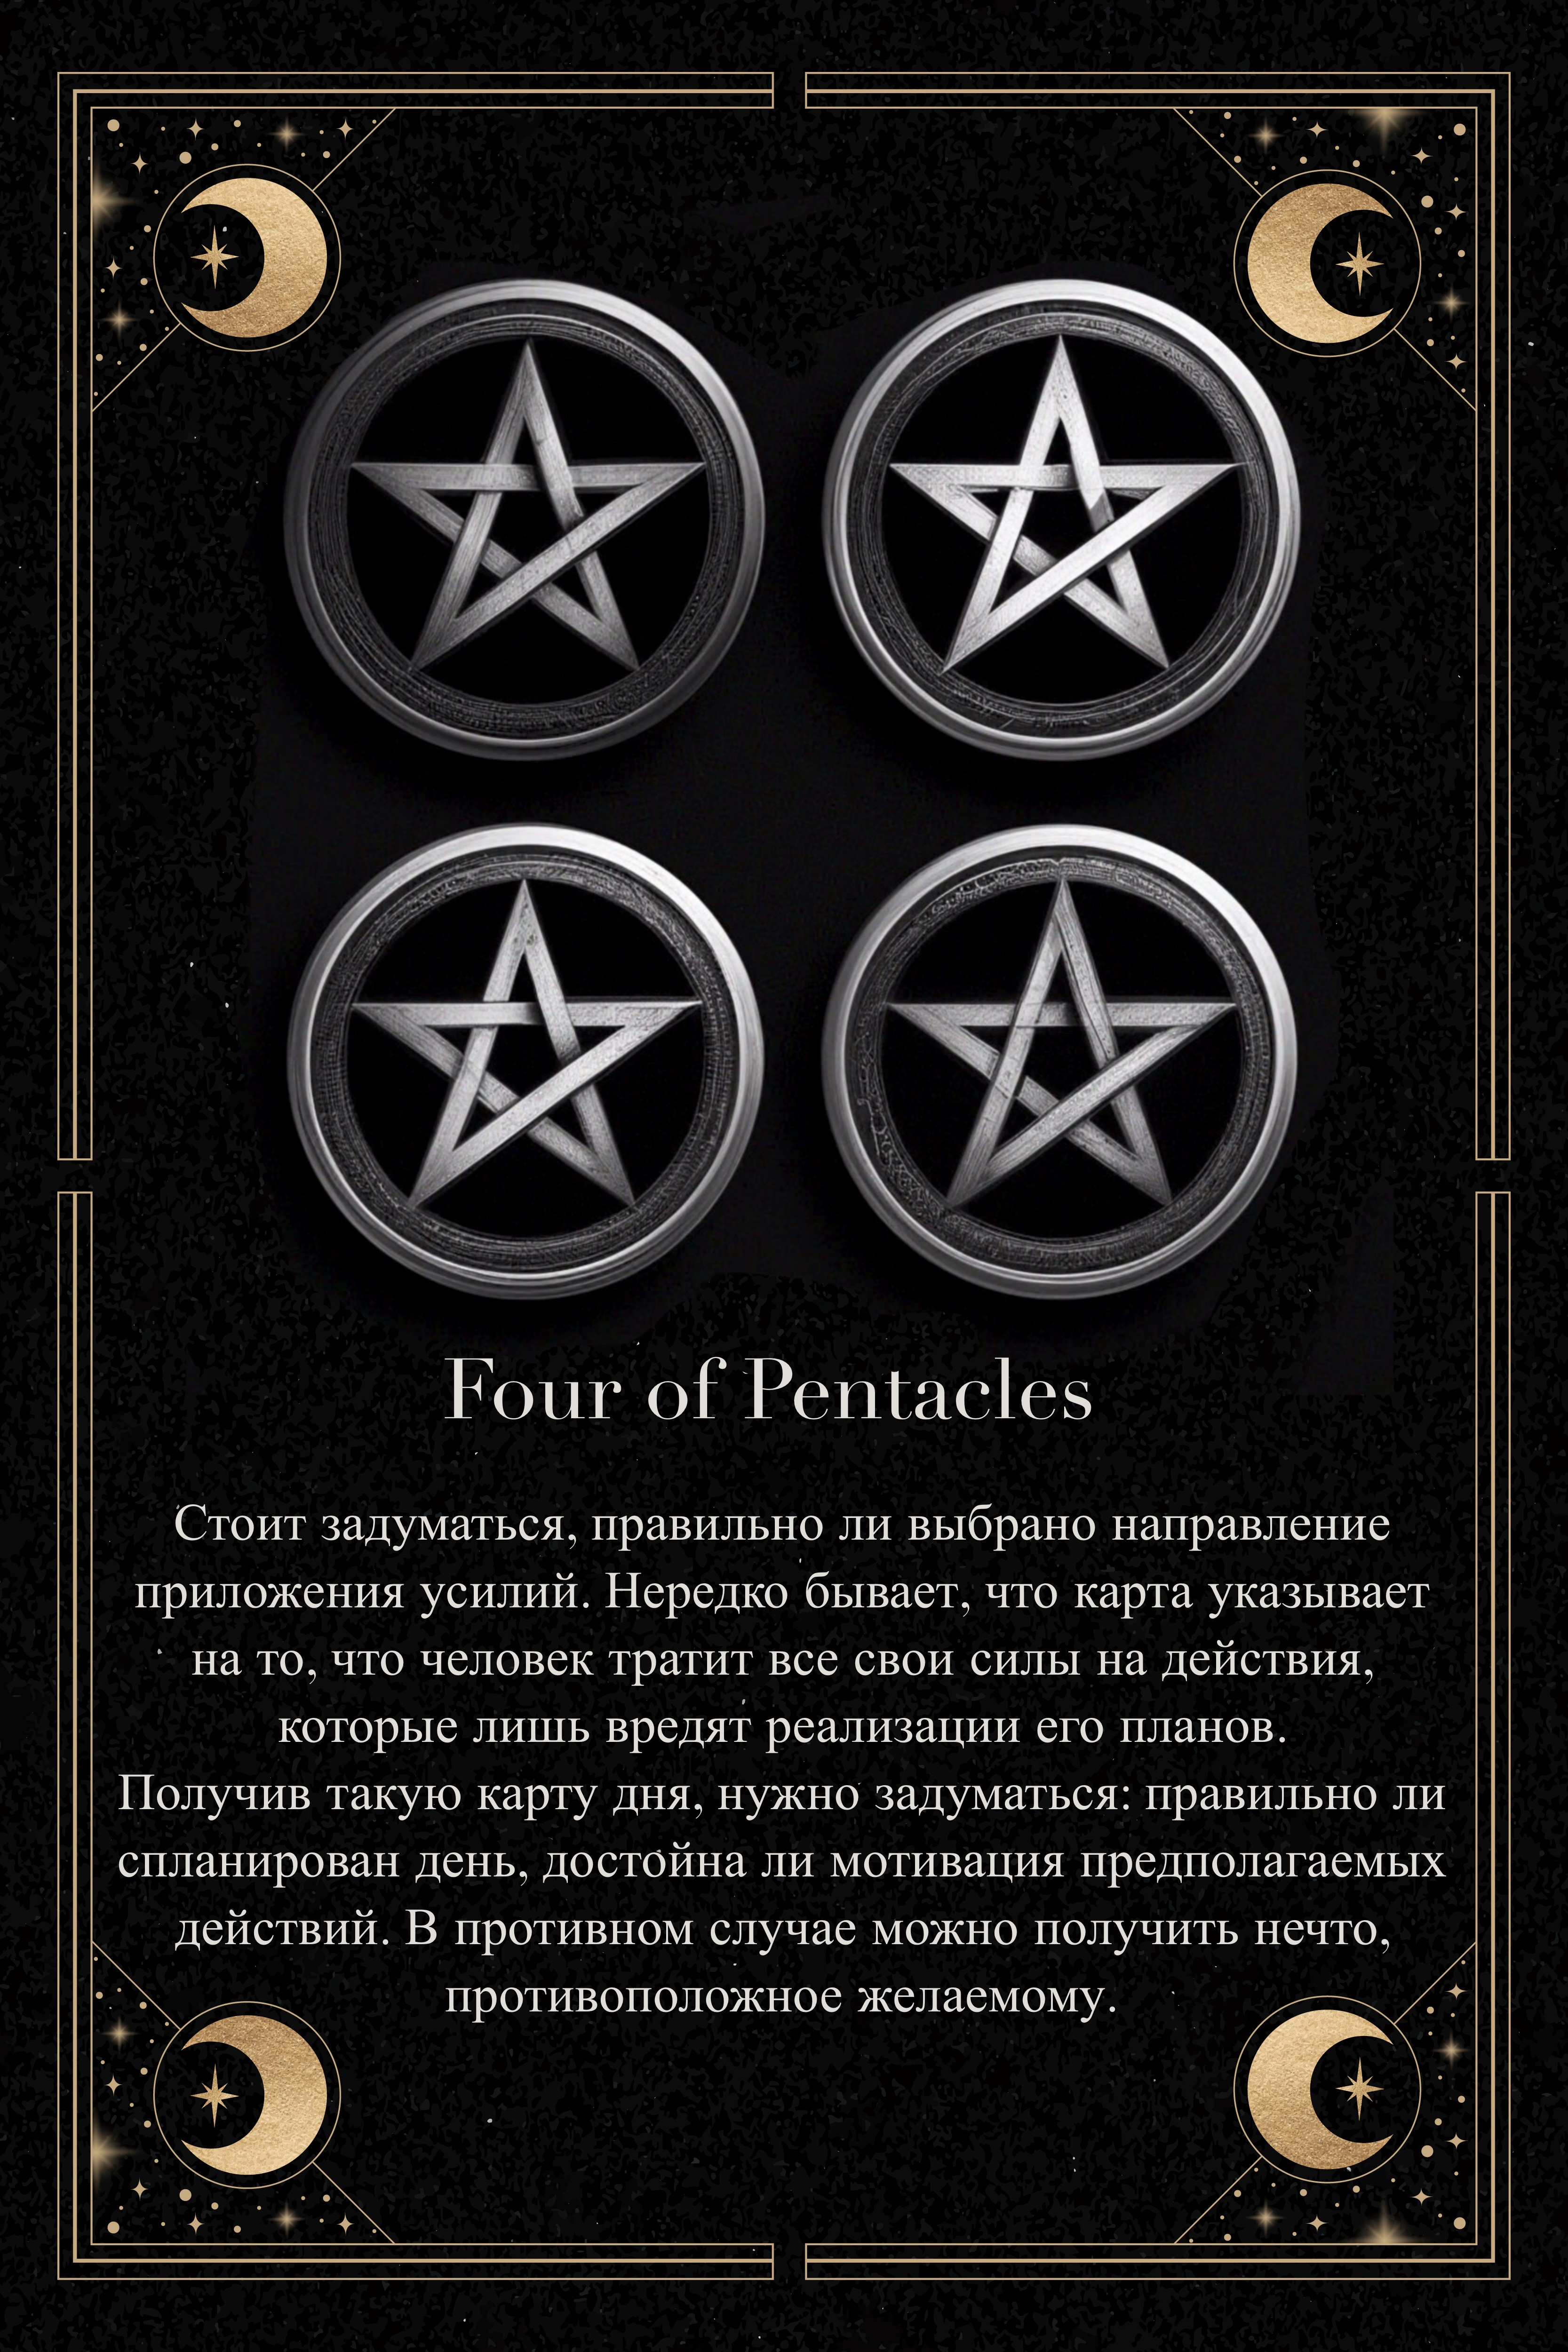 Four of Pentacles
Стоит задуматься, правильно ли выбрано направление
приложения усилий. Нередко бывает, что карта указывает
на то, что человек тратит все свои силы на действия,
которые лишь вредят реализации его планов.
Получив такую карту дня, нужно задуматься: правильно ли
спланирован день, достойна ли мотивация предполагаемых
действий. В противном случае можно получить нечто,
противоположное желаемому.